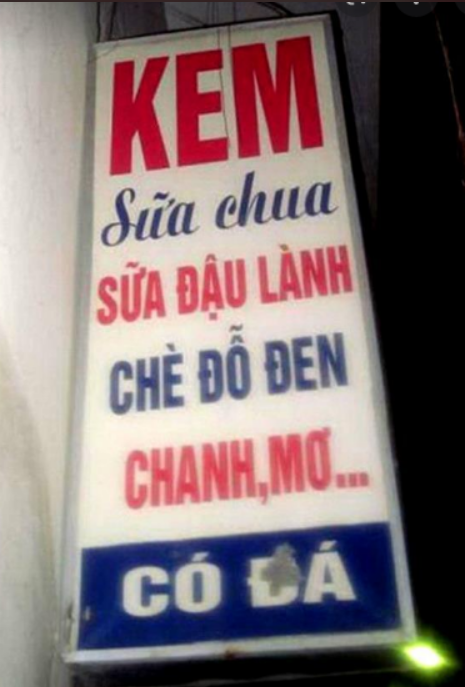 KEM
Sữa chua
SỮA ĐẬU LÀNH
CHÈ ĐỖ ĐEN
CHANH,MƠ...
CÓ ĐÁ